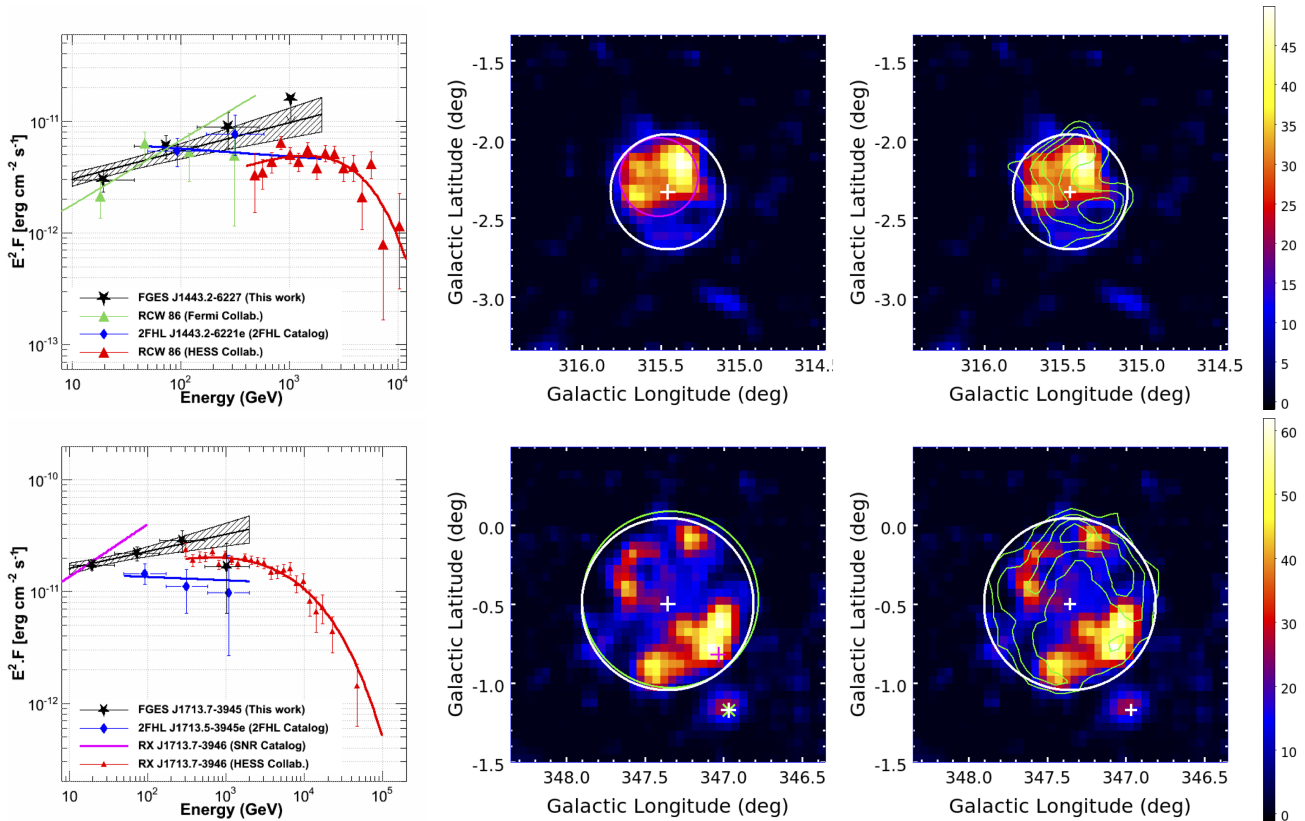 E².F [erg cm⁻² s⁻¹]
10⁻¹¹
10⁻¹²
10⁻¹³
FGES J1443.2-6227 (This work)
RCW 86 (Fermi Collab.)
2FHL J1443.2-6221e (2FHL Catalog)
RCW 86 (HESS Collab.)
10 10² 10³ 10⁴
Energy (GeV)
Galactic Latitude (deg)
-1.5
-2.0
-2.5
-3.0
316.0 315.5 315.0 314.5
Galactic Longitude (deg)
Galactic Latitude (deg)
-1.5
-2.0
-2.5
-3.0
316.0 315.5 315.0 314.5
Galactic Longitude (deg)
45
40
35
30
25
20
15
10
5
0
E².F [erg cm⁻² s⁻¹]
10⁻¹⁰
10⁻¹¹
10⁻¹²
FGES J1713.7-3945 (This work)
2FHL J1713.5-3945e (2FHL Catalog)
RX J1713.7-3946 (SNR Catalog)
RX J1713.7-3946 (HESS Collab.)
10 10² 10³ 10⁴ 10⁵
Energy (GeV)
Galactic Latitude (deg)
0.0
-0.5
-1.0
-1.5
348.0 347.5 347.0 346.5
Galactic Longitude (deg)
Galactic Latitude (deg)
0.0
-0.5
-1.0
-1.5
348.0 347.5 347.0 346.5
Galactic Longitude (deg)
60
50
40
30
20
10
0